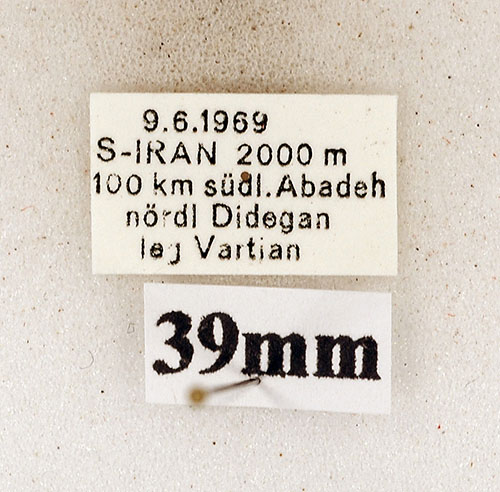 9.6.1969
S-IRAN 2000 m
100 km südl. Abadeh
nördl Didegan
leg Vartian
39mm